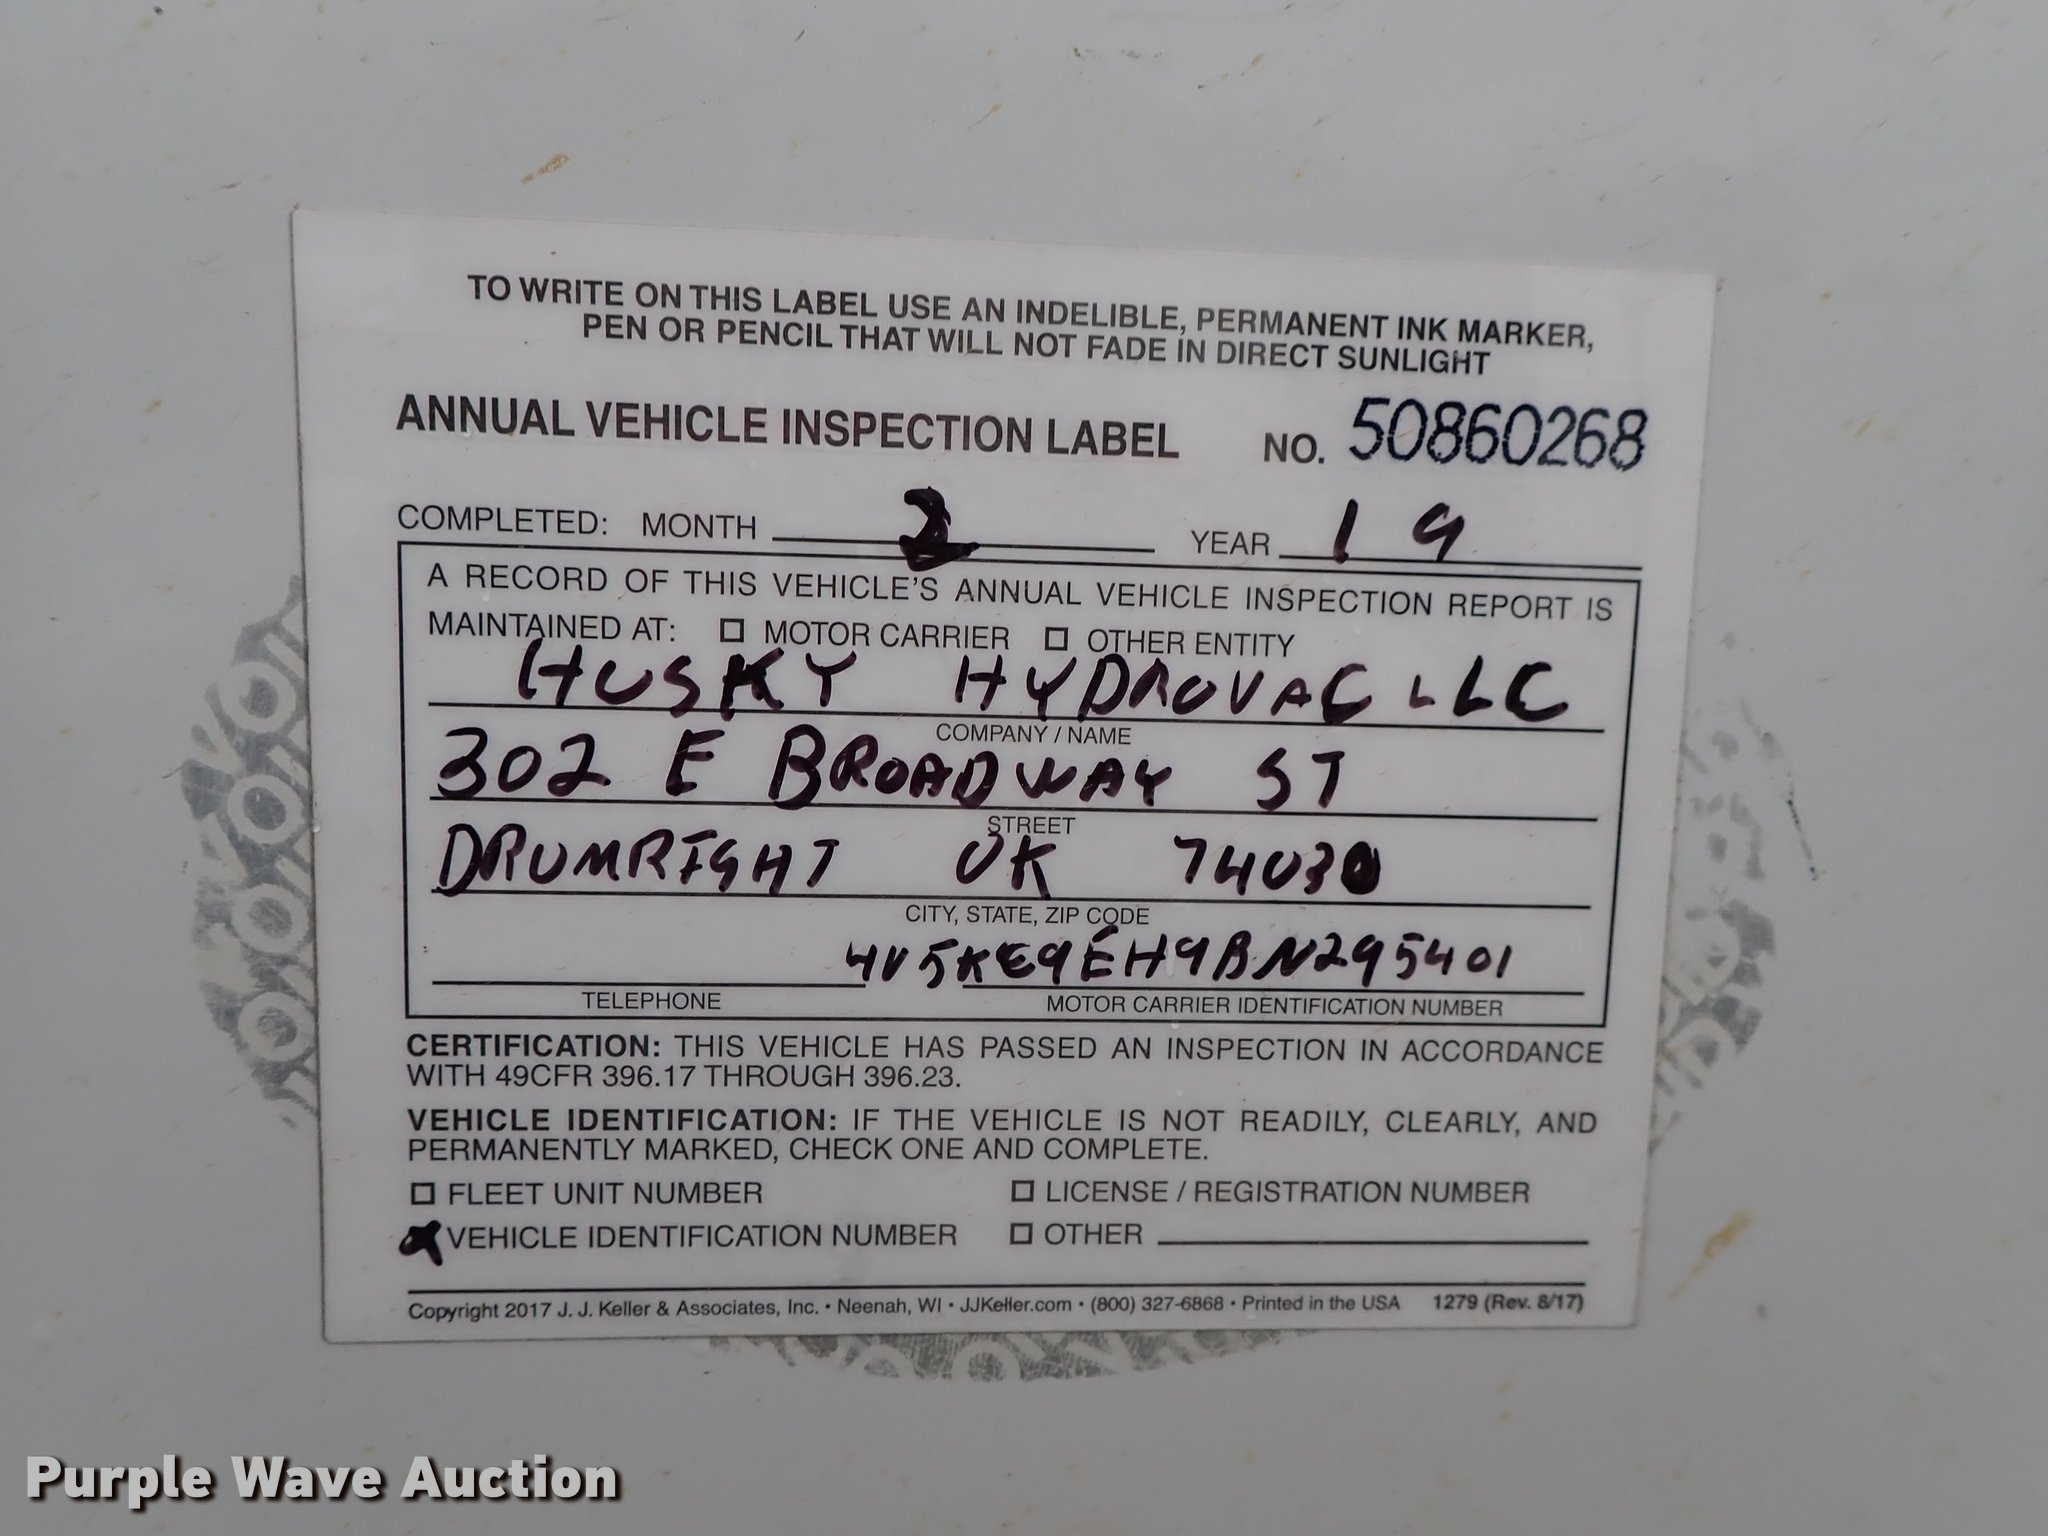 TO WRITE ON THIS LABEL USE AN INDELIBLE, PERMANENT INK MARKER,
PEN OR PENCIL THAT WILL NOT FADE IN DIRECT SUNLIGHT
ANNUAL VEHICLE INSPECTION LABEL NO. 50860268
COMPLETED: MONTH 2 YEAR 19
A RECORD OF THIS VEHICLE'S ANNUAL VEHICLE INSPECTION REPORT IS
MAINTAINED AT: ☐ MOTOR CARRIER ☐ OTHER ENTITY
HUSKY HYDROVAC LLC
COMPANY / NAME
302 E BROADWAY ST
STREET
DRUMRIGHT OK 74030
CITY, STATE, ZIP CODE
4V5KE9EH9BN295401
TELEPHONE MOTOR CARRIER IDENTIFICATION NUMBER
CERTIFICATION: THIS VEHICLE HAS PASSED AN INSPECTION IN ACCORDANCE
WITH 49CFR 396.17 THROUGH 396.23.
VEHICLE IDENTIFICATION: IF THE VEHICLE IS NOT READILY, CLEARLY, AND
PERMANENTLY MARKED, CHECK ONE AND COMPLETE.
☐ FLEET UNIT NUMBER ☐ LICENSE / REGISTRATION NUMBER
☒ VEHICLE IDENTIFICATION NUMBER ☐ OTHER
Copyright 2017 J. J. Keller & Associates, Inc. • Neenah, WI • JJKeller.com • (800) 327-6868 • Printed in the USA 1279 (Rev. 8/17)
Purple Wave Auction